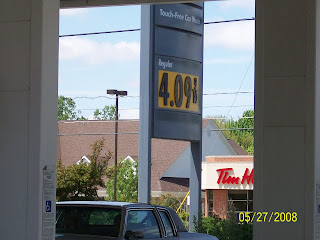 Touch-Free Car Wash
Regular
4.09
Tim H
05/27/2008